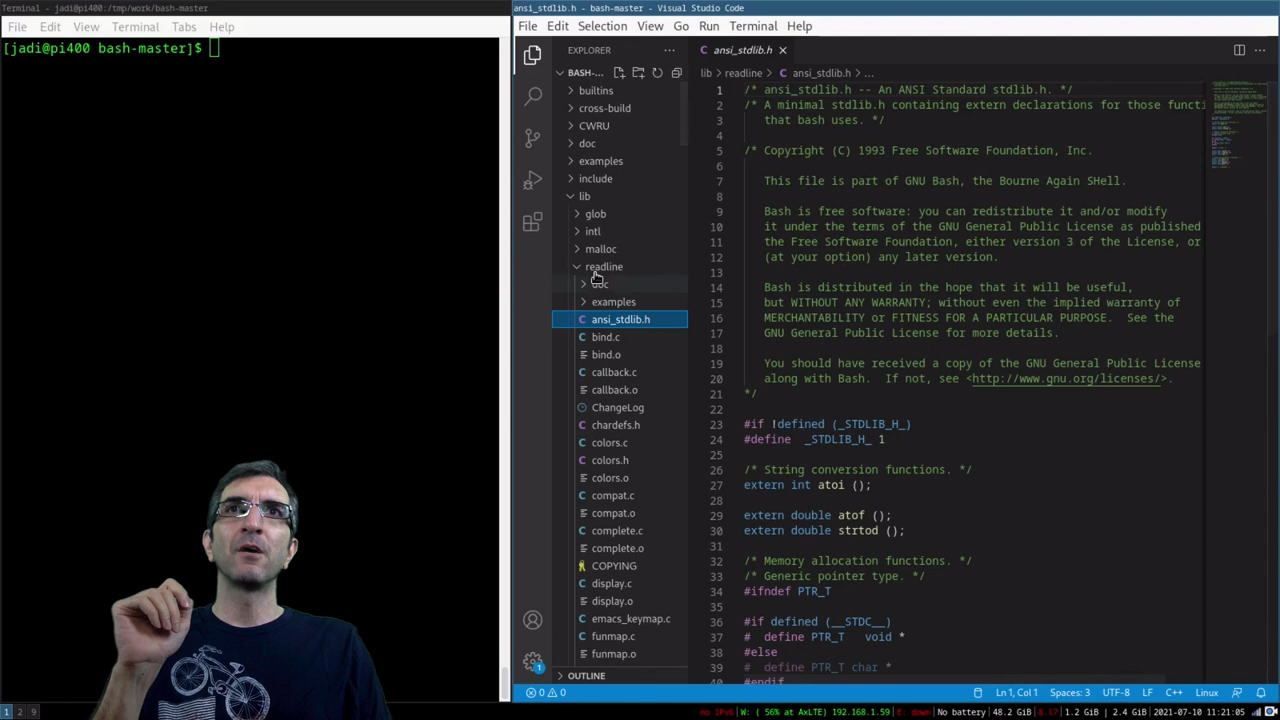 Terminal - jadi@pi400:/tmp/work/bash-master
File Edit View Terminal Tabs Help
[jadi@pi400 bash-master]$
ansi_stdlib.h - bash-master - Visual Studio Code
File Edit Selection View Go Run Terminal Help
EXPLORER
BASH-...
builtins
cross-build
CWRU
doc
examples
include
lib
glob
intl
malloc
readline
doc
examples
ansi_stdlib.h
bind.c
bind.o
callback.c
callback.o
ChangeLog
chardefs.h
colors.c
colors.h
colors.o
compat.c
compat.o
complete.c
complete.o
COPYING
display.c
display.o
emacs_keymap.c
funmap.c
funmap.o
OUTLINE
ansi_stdlib.h
lib > readline > ansi_stdlib.h > ...
1 /* ansi_stdlib.h -- An ANSI Standard stdlib.h. */
2 /* A minimal stdlib.h containing extern declarations for those functi
3 that bash uses. */
4
5 /* Copyright (C) 1993 Free Software Foundation, Inc.
6
7 This file is part of GNU Bash, the Bourne Again SHell.
8
9 Bash is free software: you can redistribute it and/or modify
10 it under the terms of the GNU General Public License as published
11 the Free Software Foundation, either version 3 of the License, or
12 (at your option) any later version.
13
14 Bash is distributed in the hope that it will be useful,
15 but WITHOUT ANY WARRANTY; without even the implied warranty of
16 MERCHANTABILITY or FITNESS FOR A PARTICULAR PURPOSE. See the
17 GNU General Public License for more details.
18
19 You should have received a copy of the GNU General Public License
20 along with Bash. If not, see <http://www.gnu.org/licenses/>.
21 */
22
23 #if !defined (_STDLIB_H_)
24 #define _STDLIB_H_ 1
25
26 /* String conversion functions. */
27 extern int atoi ();
28
29 extern double atof ();
30 extern double strtod ();
31
32 /* Memory allocation functions. */
33 /* Generic pointer type. */
34 #ifndef PTR_T
35
36 #if defined (__STDC__)
37 # define PTR_T void *
38 #else
39 # define PTR_T char *
#endif
1
0 0
Ln 1, Col 1 Spaces: 3 UTF-8 LF C++ Linux
1 2 9
no IPv6 W: ( 56% at AxLTE) 192.168.1.59 E: down No battery 48.2 GiB 0.17 1.2 GiB 2.4 GiB 2021-07-10 11:21:05